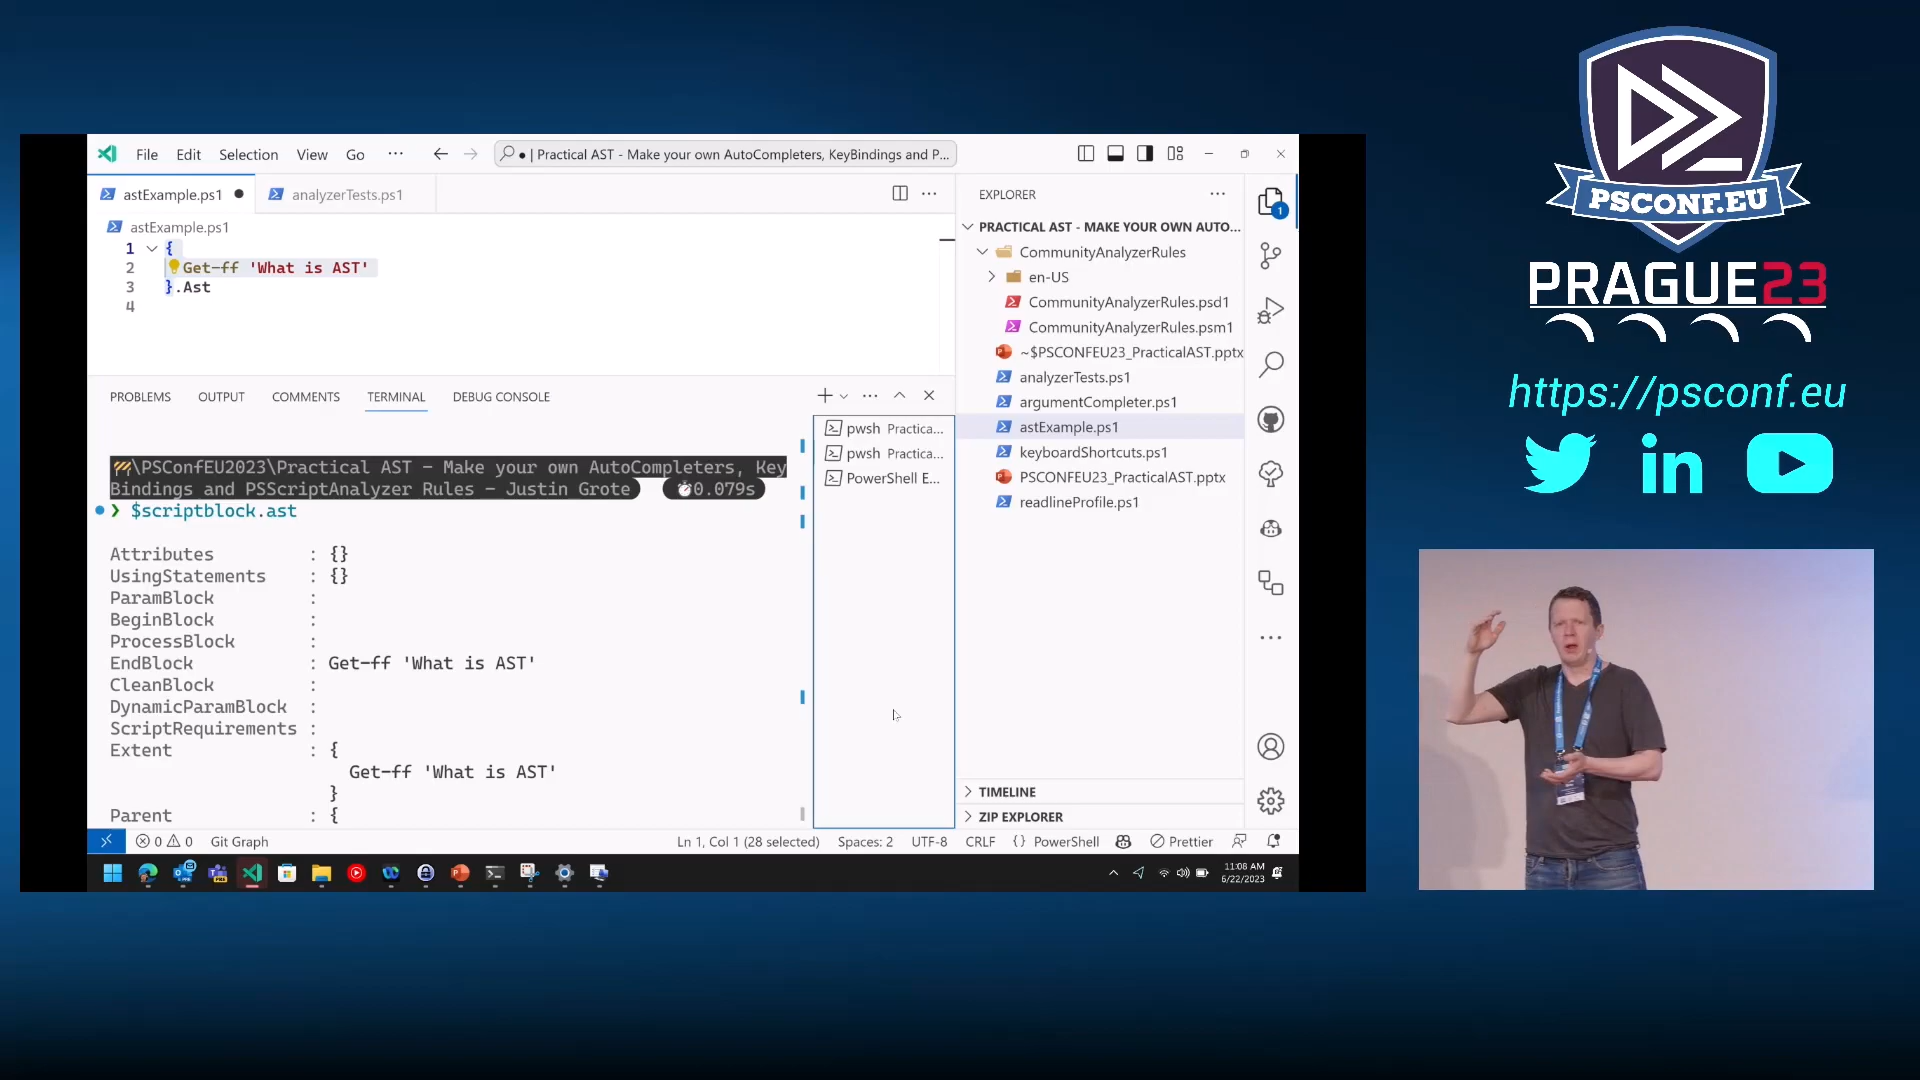 File Edit Selection View Go ... ● | Practical AST - Make your own AutoCompleters, KeyBindings and P...
astExample.ps1 ● analyzerTests.ps1
astExample.ps1
1 {
2 Get-ff 'What is AST'
3 }.Ast
4
PROBLEMS OUTPUT COMMENTS TERMINAL DEBUG CONSOLE
\PSConfEU2023\Practical AST - Make your own AutoCompleters, Key
Bindings and PSScriptAnalyzer Rules - Justin Grote 0.079s
❯ $scriptblock.ast
Attributes : {}
UsingStatements : {}
ParamBlock :
BeginBlock :
ProcessBlock :
EndBlock : Get-ff 'What is AST'
CleanBlock :
DynamicParamBlock :
ScriptRequirements :
Extent : {
Get-ff 'What is AST'
}
Parent : {
pwsh Practica...
pwsh Practica...
PowerShell E...
EXPLORER
PRACTICAL AST - MAKE YOUR OWN AUTO...
CommunityAnalyzerRules
en-US
CommunityAnalyzerRules.psd1
CommunityAnalyzerRules.psm1
~$PSCONFEU23_PracticalAST.pptx
analyzerTests.ps1
argumentCompleter.ps1
astExample.ps1
keyboardShortcuts.ps1
PSCONFEU23_PracticalAST.pptx
readlineProfile.ps1
TIMELINE
ZIP EXPLORER
1
0 0 Git Graph Ln 1, Col 1 (28 selected) Spaces: 2 UTF-8 CRLF {} PowerShell Prettier
11:08 AM
6/22/2023
PSCONF.EU
PRAGUE23
https://psconf.eu
in